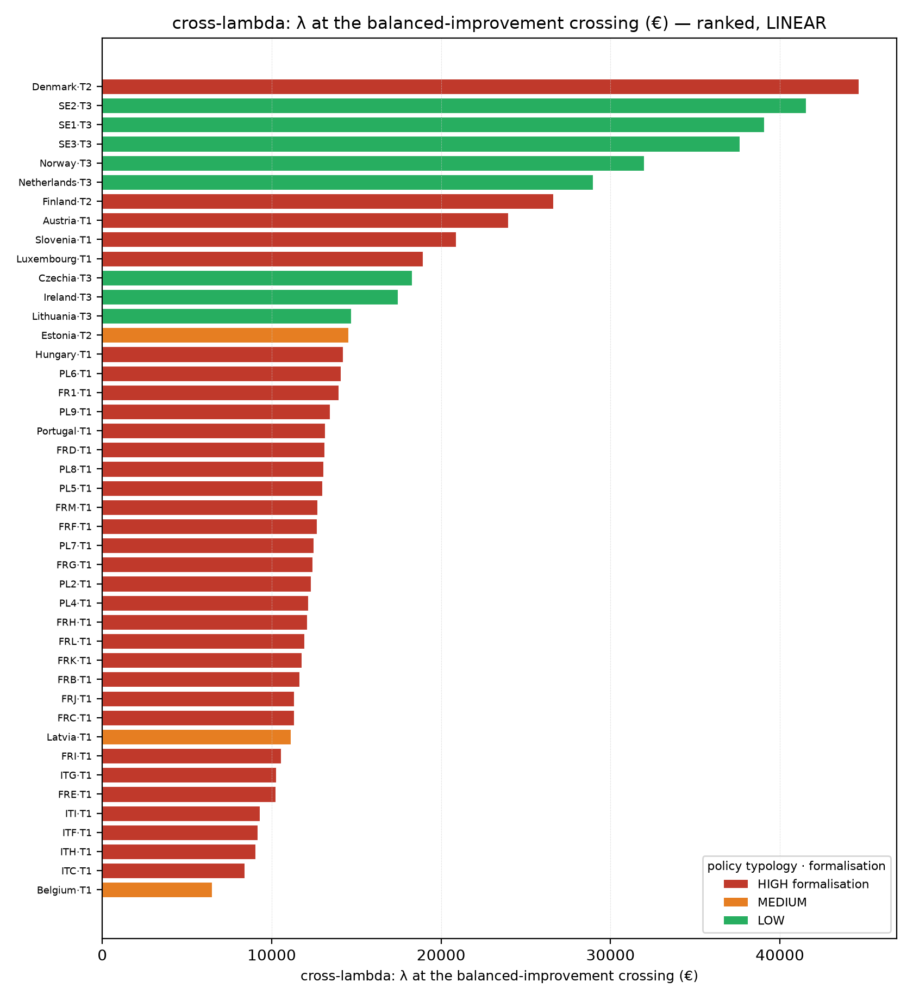 cross-lambda: λ at the balanced-improvement crossing (€) — ranked, LINEAR
Denmark·T2
SE2·T3
SE1·T3
SE3·T3
Norway·T3
Netherlands·T3
Finland·T2
Austria·T1
Slovenia·T1
Luxembourg·T1
Czechia·T3
Ireland·T3
Lithuania·T3
Estonia·T2
Hungary·T1
PL6·T1
FR1·T1
PL9·T1
Portugal·T1
FRD·T1
PL8·T1
PL5·T1
FRM·T1
FRF·T1
PL7·T1
FRG·T1
PL2·T1
PL4·T1
FRH·T1
FRL·T1
FRK·T1
FRB·T1
FRJ·T1
FRC·T1
Latvia·T1
FRI·T1
ITG·T1
FRE·T1
ITI·T1
ITF·T1
ITH·T1
ITC·T1
Belgium·T1
policy typology · formalisation
HIGH formalisation
MEDIUM
LOW
0 10000 20000 30000 40000
cross-lambda: λ at the balanced-improvement crossing (€)